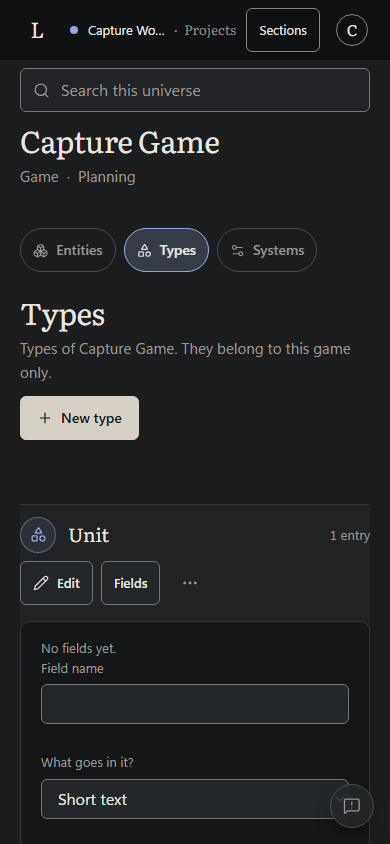 L
Capture Wo... · Projects
Sections
C
Search this universe
Capture Game
Game · Planning
Entities
Types
Systems
Types
Types of Capture Game. They belong to this game
only.
New type
Unit
1 entry
Edit
Fields
No fields yet.
Field name
What goes in it?
Short text